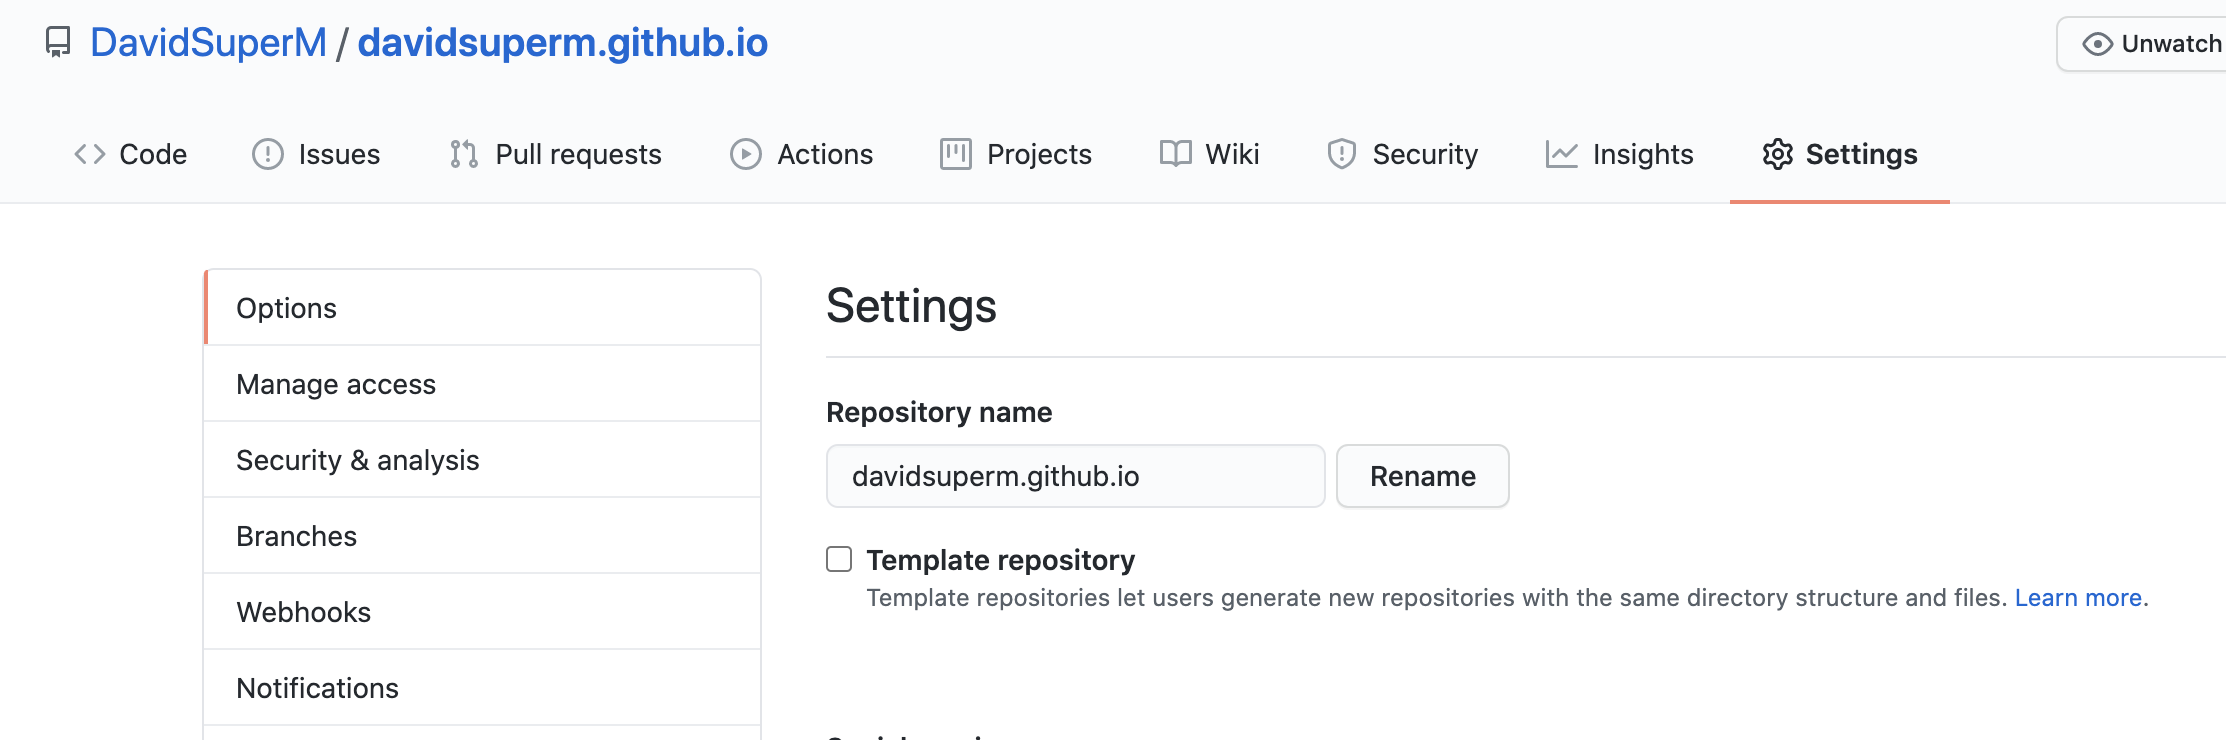 DavidSuperM / davidsuperm.github.io
Unwatch
Code Issues Pull requests Actions Projects Wiki Security Insights Settings
Options
Manage access
Security & analysis
Branches
Webhooks
Notifications
Settings
Repository name
davidsuperm.github.io Rename
Template repository
Template repositories let users generate new repositories with the same directory structure and files. Learn more.